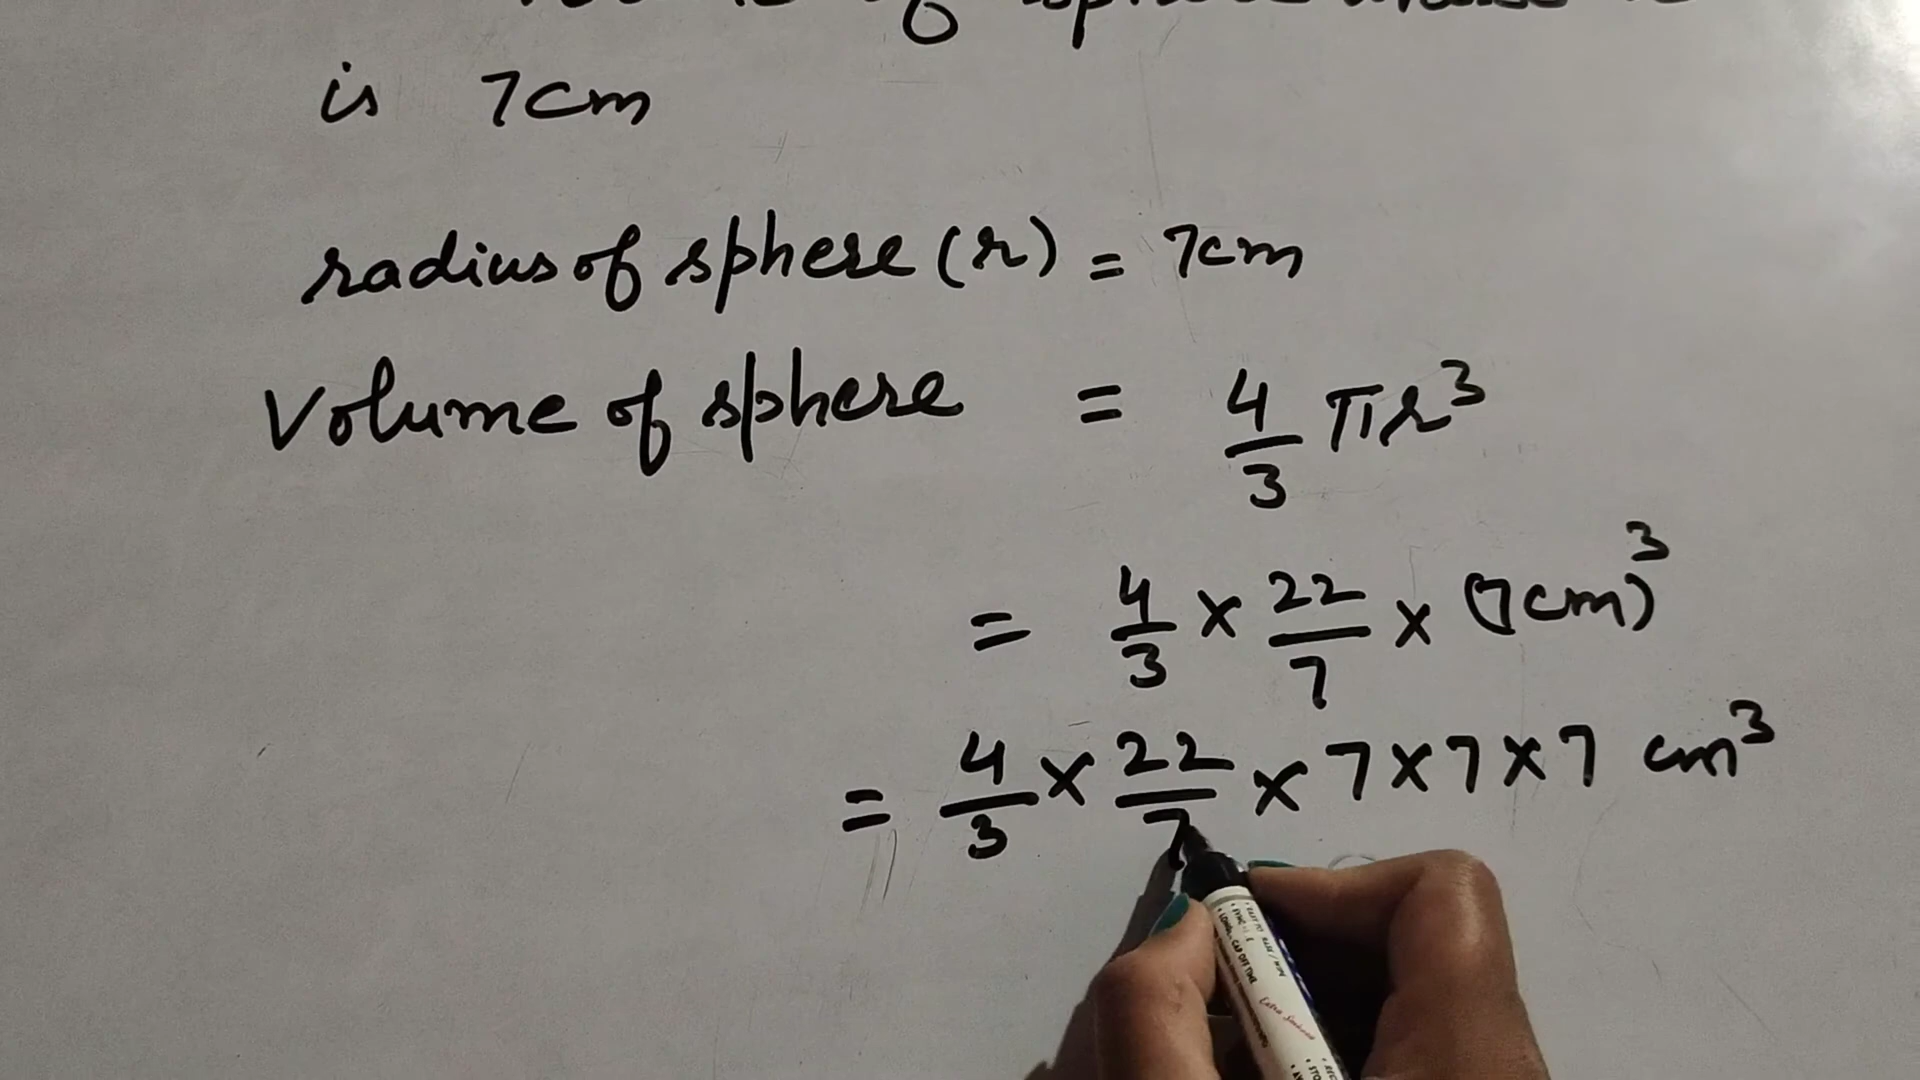 of
is 7cm
radius of sphere (r) = 7cm
Volume of sphere = 4/3 πr³
= 4/3 × 22/7 × (7cm)³
= 4/3 × 22/7 × 7×7×7 cm³